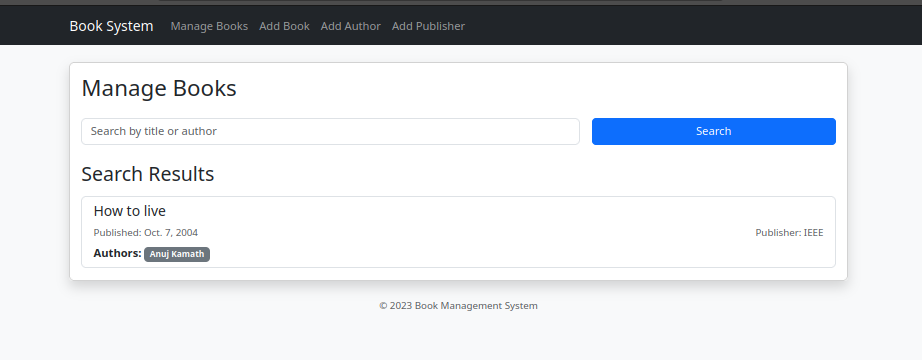 Book System Manage Books Add Book Add Author Add Publisher
Manage Books
Search by title or author Search
Search Results
How to live
Published: Oct. 7, 2004 Publisher: IEEE
Authors: Anuj Kamath
© 2023 Book Management System